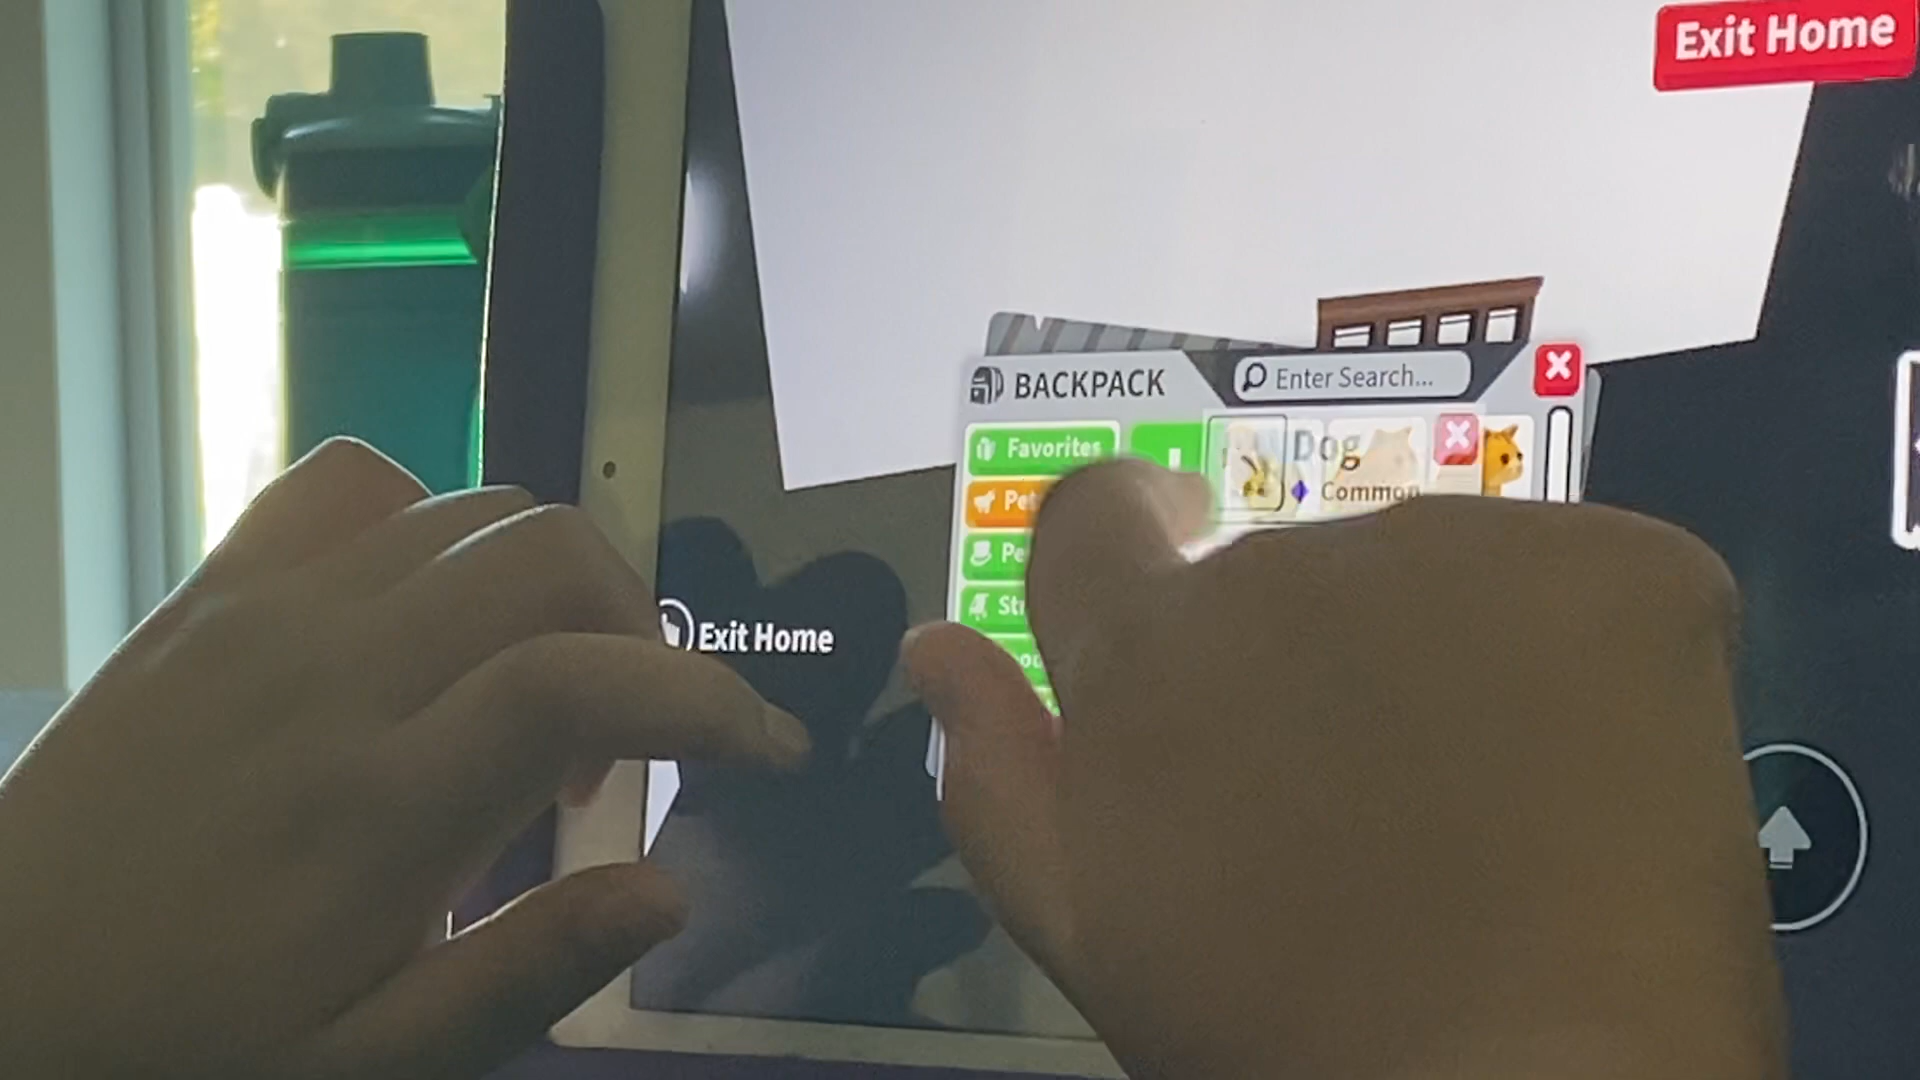 Exit Home
BACKPACK
Enter Search...
Favorites
Dog
Common
Exit Home